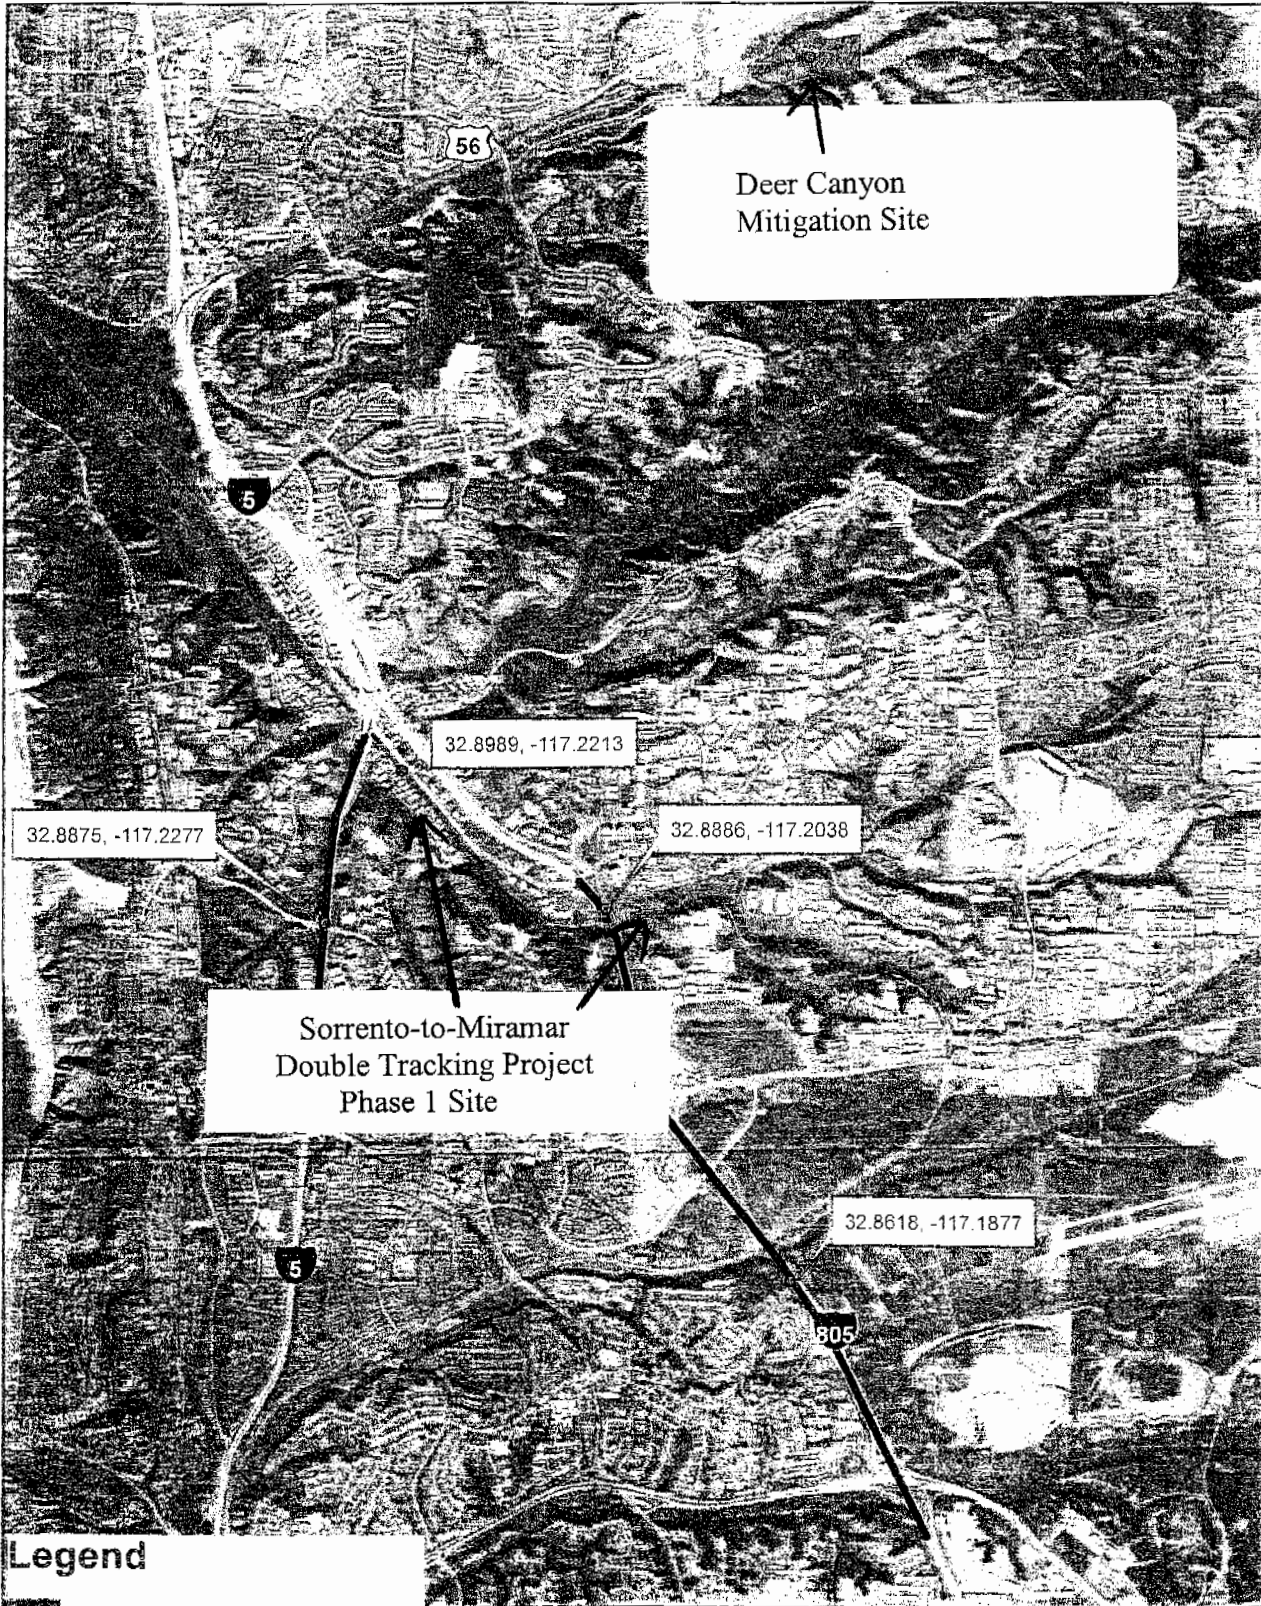 56
Deer Canyon
Mitigation Site
5
32.8989, -117.2213
32.8875, -117.2277
32.8886, -117.2038
Sorrento-to-Miramar
Double Tracking Project
Phase 1 Site
32.8618, -117.1877
5
805
Legend